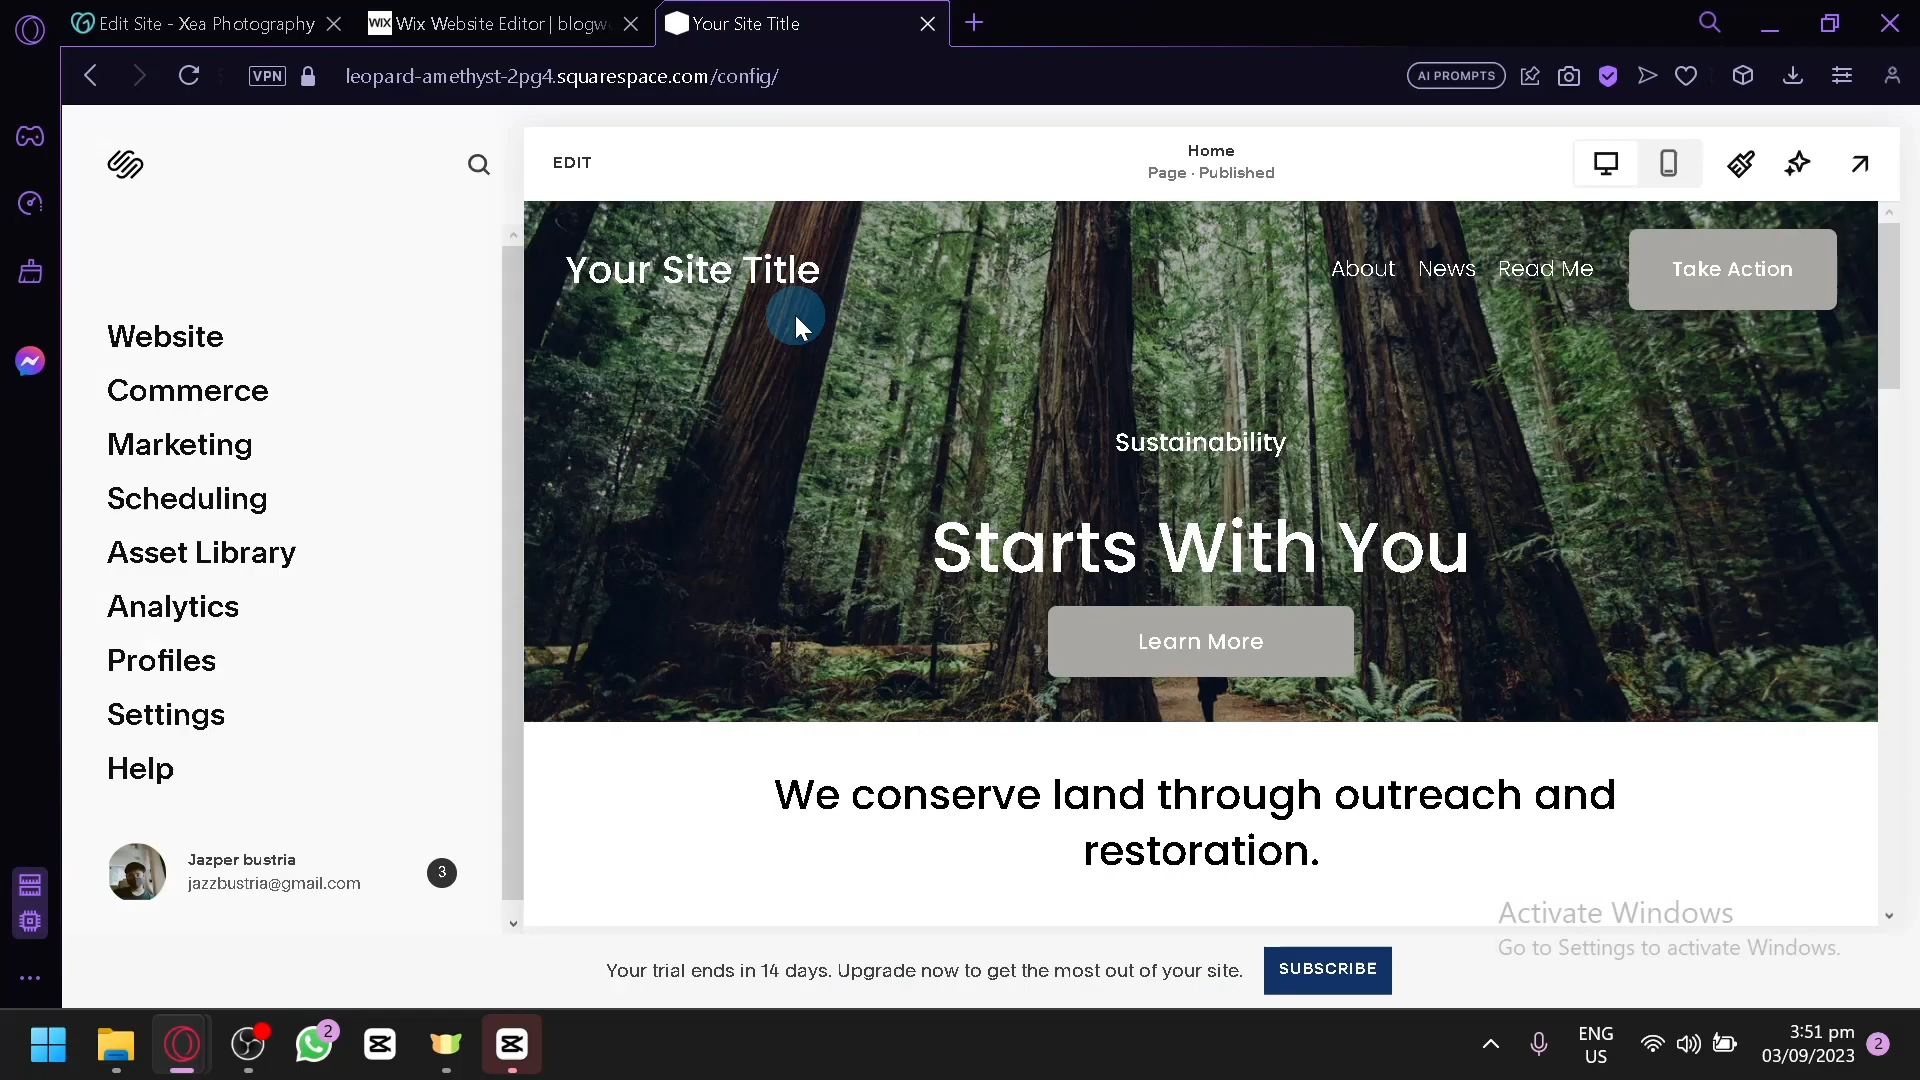 Edit Site - Xea Photography
WIX Wix Website Editor | blogw
Your Site Title
VPN
leopard-amethyst-2pg4.squarespace.com/config/
AI PROMPTS
EDIT
Home
Page · Published
Your Site Title
About News Read Me Take Action
Website
Commerce
Marketing
Scheduling
Asset Library
Analytics
Profiles
Settings
Help
Sustainability
Starts With You
Learn More
We conserve land through outreach and
restoration.
Jazper bustria
jazzbustria@gmail.com
3
Activate Windows
Go to Settings to activate Windows.
Your trial ends in 14 days. Upgrade now to get the most out of your site.
SUBSCRIBE
2
ENG
US
3:51 pm
03/09/2023
2